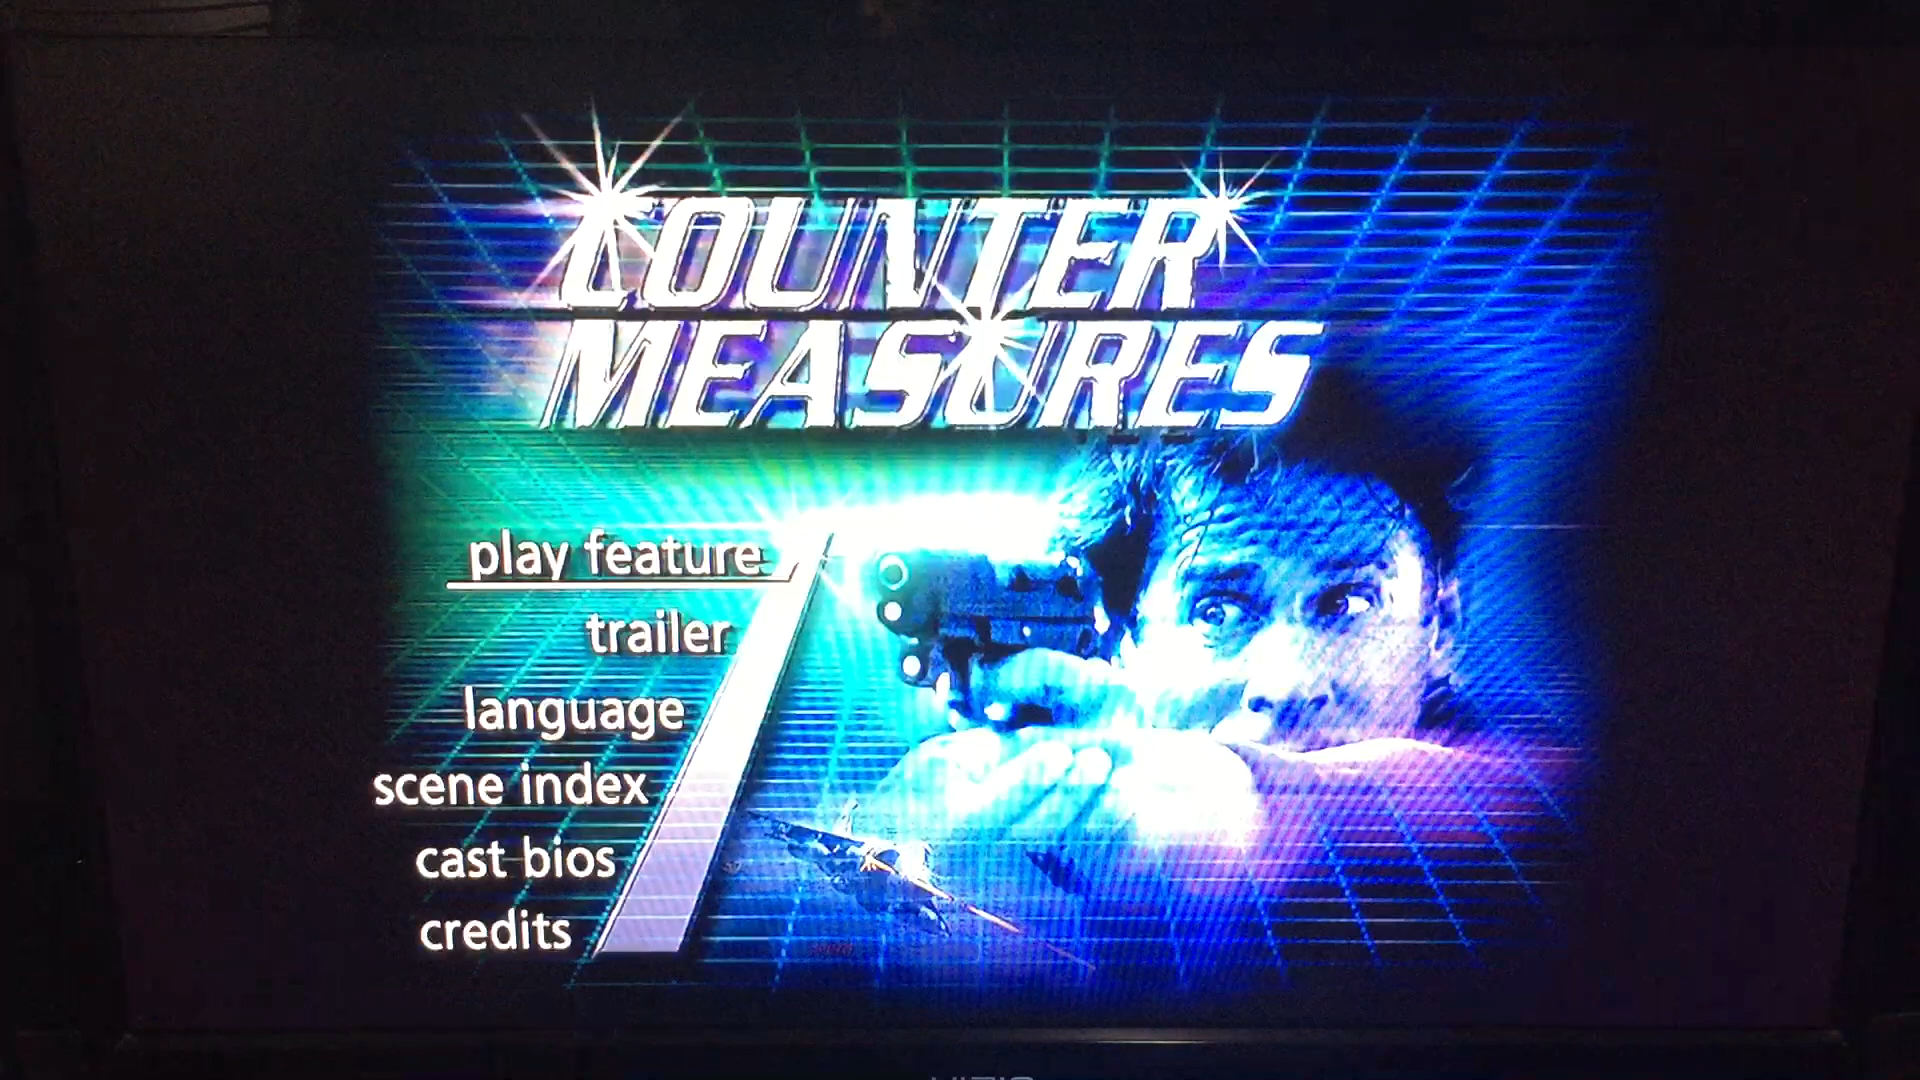 COUNTER
MEASURES
play feature
trailer
language
scene index
cast bios
credits